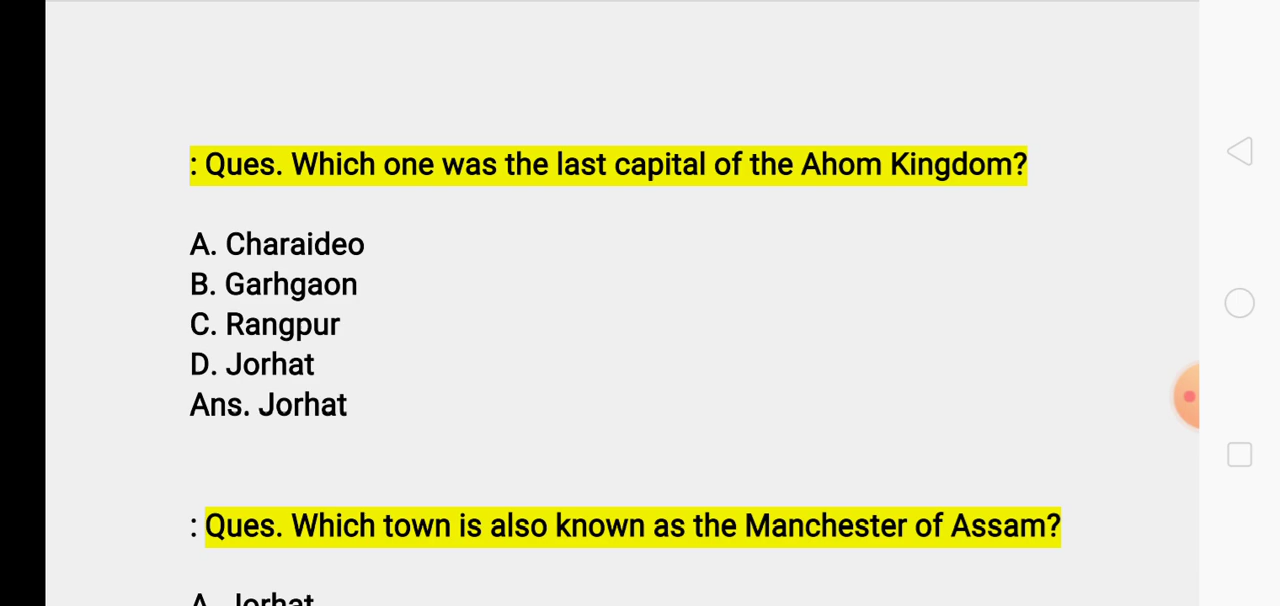 : Ques. Which one was the last capital of the Ahom Kingdom?
A. Charaideo
B. Garhgaon
C. Rangpur
D. Jorhat
Ans. Jorhat
: Ques. Which town is also known as the Manchester of Assam?
A. Jorhat